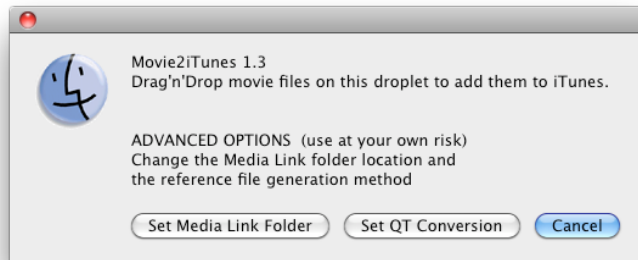 Movie2iTunes 1.3
Drag'n'Drop movie files on this droplet to add them to iTunes.
ADVANCED OPTIONS  (use at your own risk)
Change the Media Link folder location and
the reference file generation method
Set Media Link Folder
Set QT Conversion
Cancel